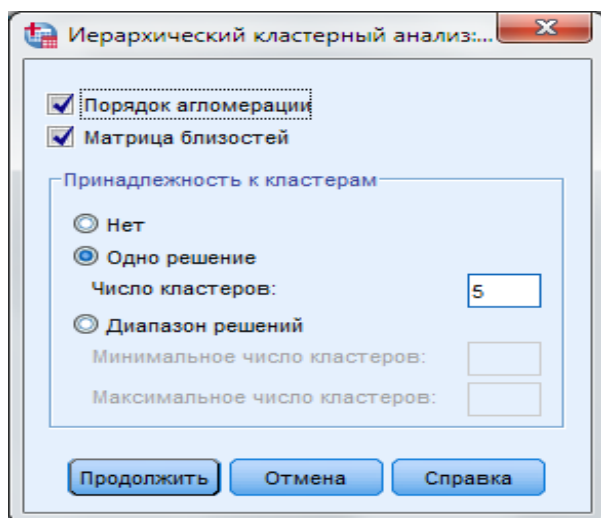 Иерархический кластерный анализ:...
Порядок агломерации
Матрица близостей
Принадлежность к кластерам
Нет
Одно решение
Число кластеров: 5
Диапазон решений
Минимальное число кластеров:
Максимальное число кластеров:
Продолжить Отмена Справка